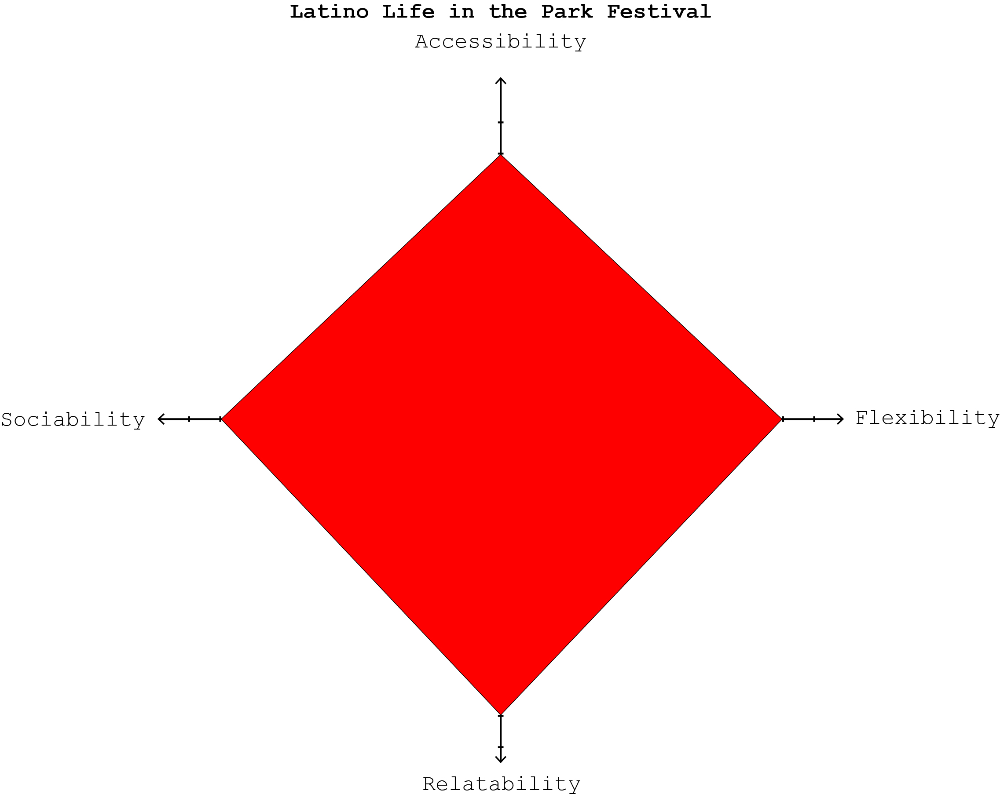 Latino Life in the Park Festival
Accessibility
Sociability
Flexibility
Relatability